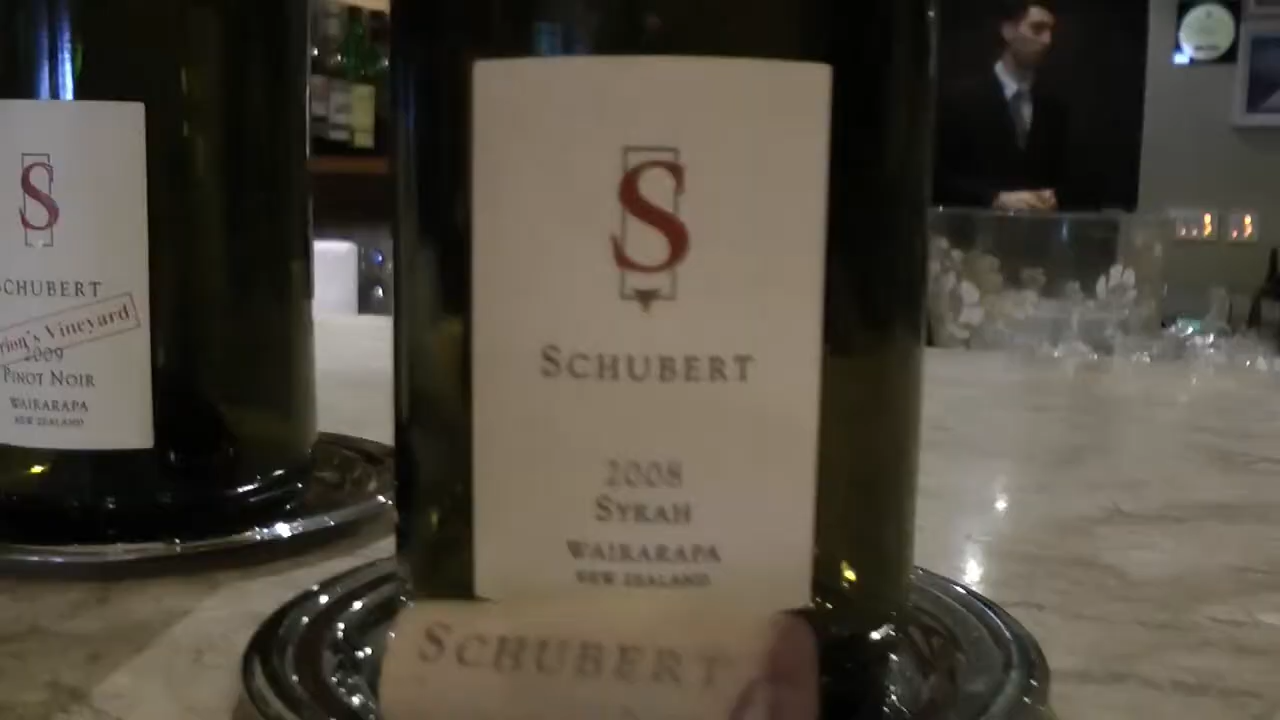 S
SCHUBERT
Vineyard
2009
PINOT NOIR
WAIRARAPA
NEW ZEALAND
S
SCHUBERT
2008
SYRAH
WAIRARAPA
NEW ZEALAND
SCHUBERT